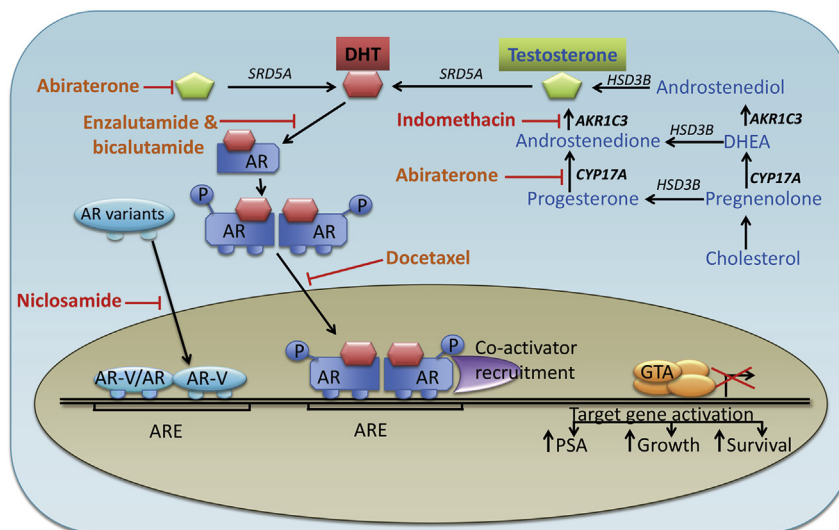 DHT
Testosterone
Abiraterone
SRD5A
SRD5A
HSD3B
Androstenediol
Enzalutamide &
bicalutamide
Indomethacin
AKR1C3
AKR1C3
Androstenedione
HSD3B
DHEA
AR
Abiraterone
CYP17A
CYP17A
Progesterone
HSD3B
Pregnenolone
P
P
AR variants
AR
AR
Docetaxel
Cholesterol
Niclosamide
P
P
Co-activator
recruitment
AR-V/AR
AR-V
AR
AR
GTA
ARE
ARE
Target gene activation
PSA
Growth
Survival